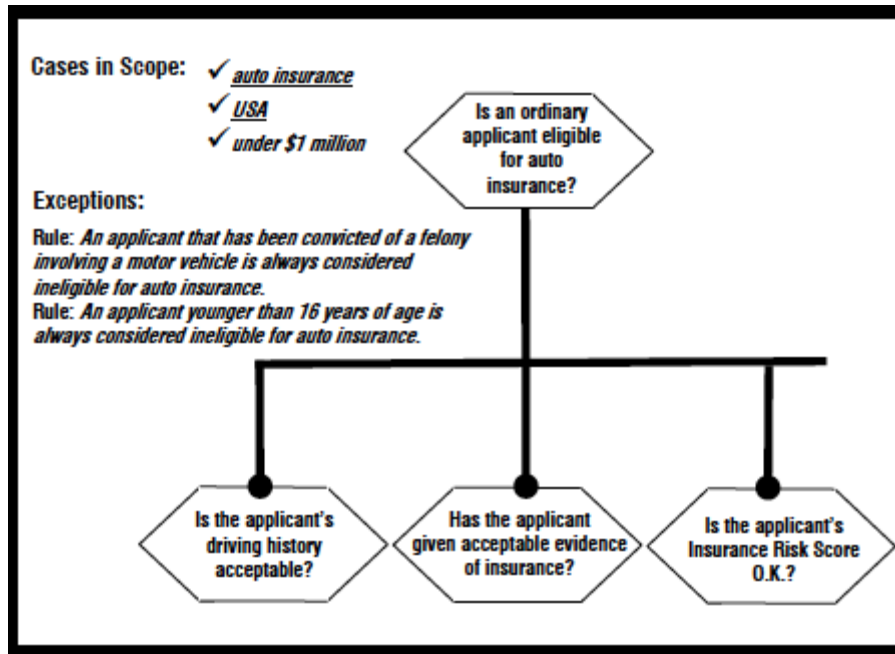 Cases in Scope:
✓ auto insurance
✓ USA
✓ under $1 million
Exceptions:
Rule: An applicant that has been convicted of a felony
involving a motor vehicle is always considered
ineligible for auto insurance.
Rule: An applicant younger than 16 years of age is
always considered ineligible for auto insurance.
Is an ordinary
applicant eligible
for auto
insurance?
Is the applicant's
driving history
acceptable?
Has the applicant
given acceptable evidence
of insurance?
Is the applicant's
Insurance Risk Score
O.K.?